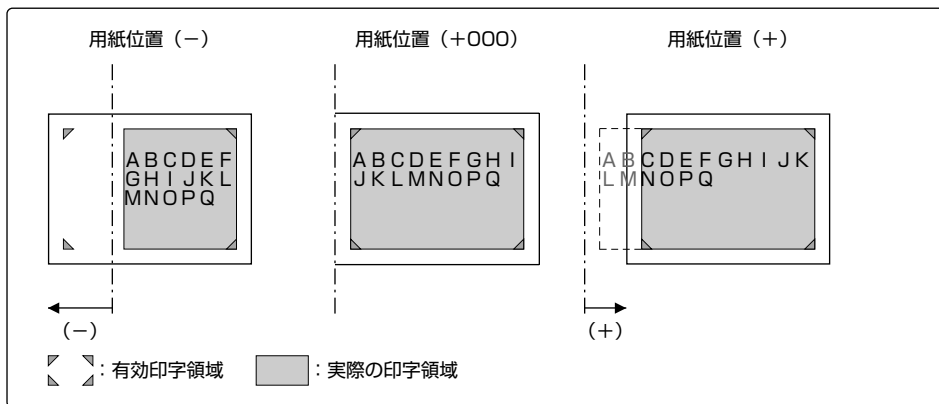 用紙位置（－）
用紙位置（＋000）
用紙位置（＋）
ABCDEF
GHIJKL
MNOPQ
ABCDEFGHI
JKLMNOPQ
ABCDEFGHIJK
LMNOPQ
（－）
（＋）
：有効印字領域
：実際の印字領域